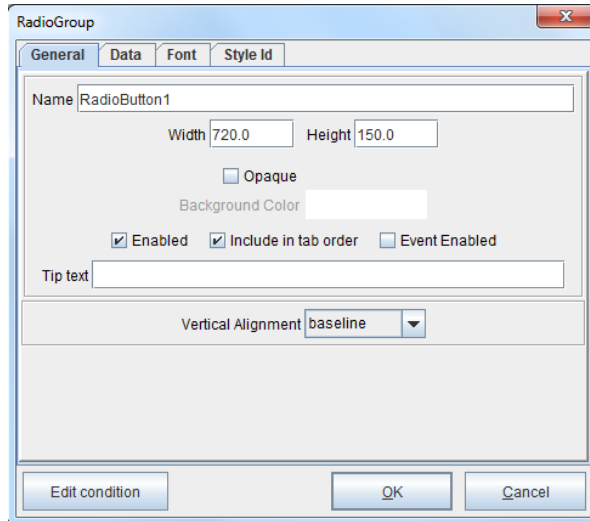 RadioGroup
General Data Font Style Id
Name RadioButton1
Width 720.0 Height 150.0
Opaque
Background Color
Enabled Include in tab order Event Enabled
Tip text
Vertical Alignment baseline
Edit condition OK Cancel